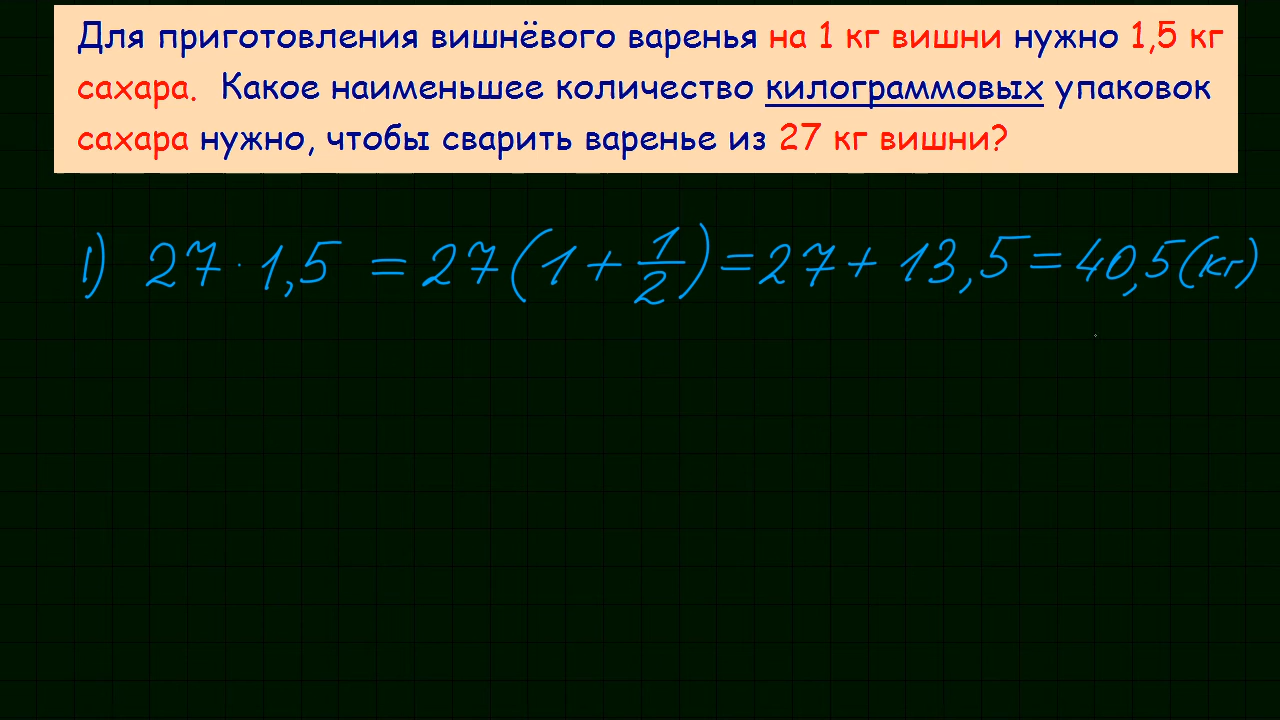 Для приготовления вишнёвого варенья на 1 кг вишни нужно 1,5 кг
сахара. Какое наименьшее количество килограммовых упаковок
сахара нужно, чтобы сварить варенье из 27 кг вишни?
1) 27 · 1,5 = 27(1 + 1/2) = 27 + 13,5 = 40,5(кг)